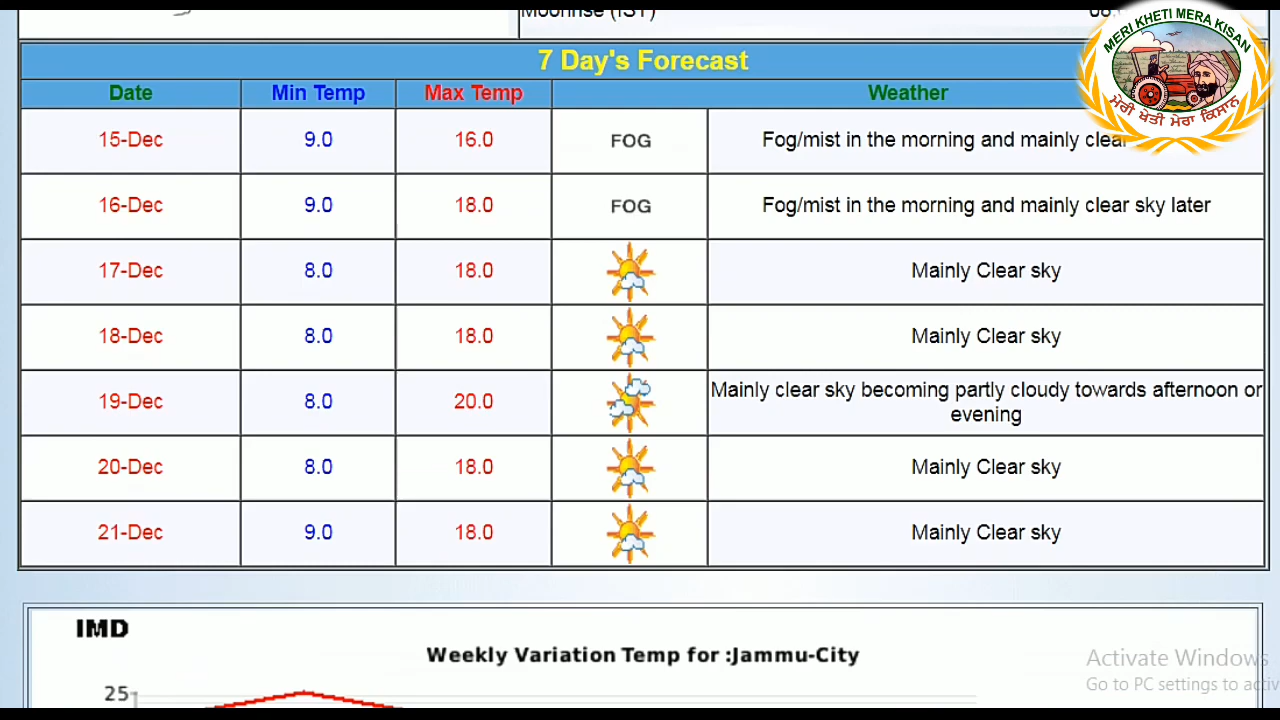 Moonrise (IST)
MERI KHETI MERA KISAN
ਮੇਰੀ ਖੇਤੀ ਮੇਰਾ ਕਿਸਾਨ
7 Day's Forecast
Date Min Temp Max Temp Weather
15-Dec 9.0 16.0 FOG Fog/mist in the morning and mainly clear
16-Dec 9.0 18.0 FOG Fog/mist in the morning and mainly clear sky later
17-Dec 8.0 18.0 Mainly Clear sky
18-Dec 8.0 18.0 Mainly Clear sky
19-Dec 8.0 20.0 Mainly clear sky becoming partly cloudy towards afternoon or
evening
20-Dec 8.0 18.0 Mainly Clear sky
21-Dec 9.0 18.0 Mainly Clear sky
IMD
Weekly Variation Temp for :Jammu-City
25
Activate Windows
Go to PC settings to